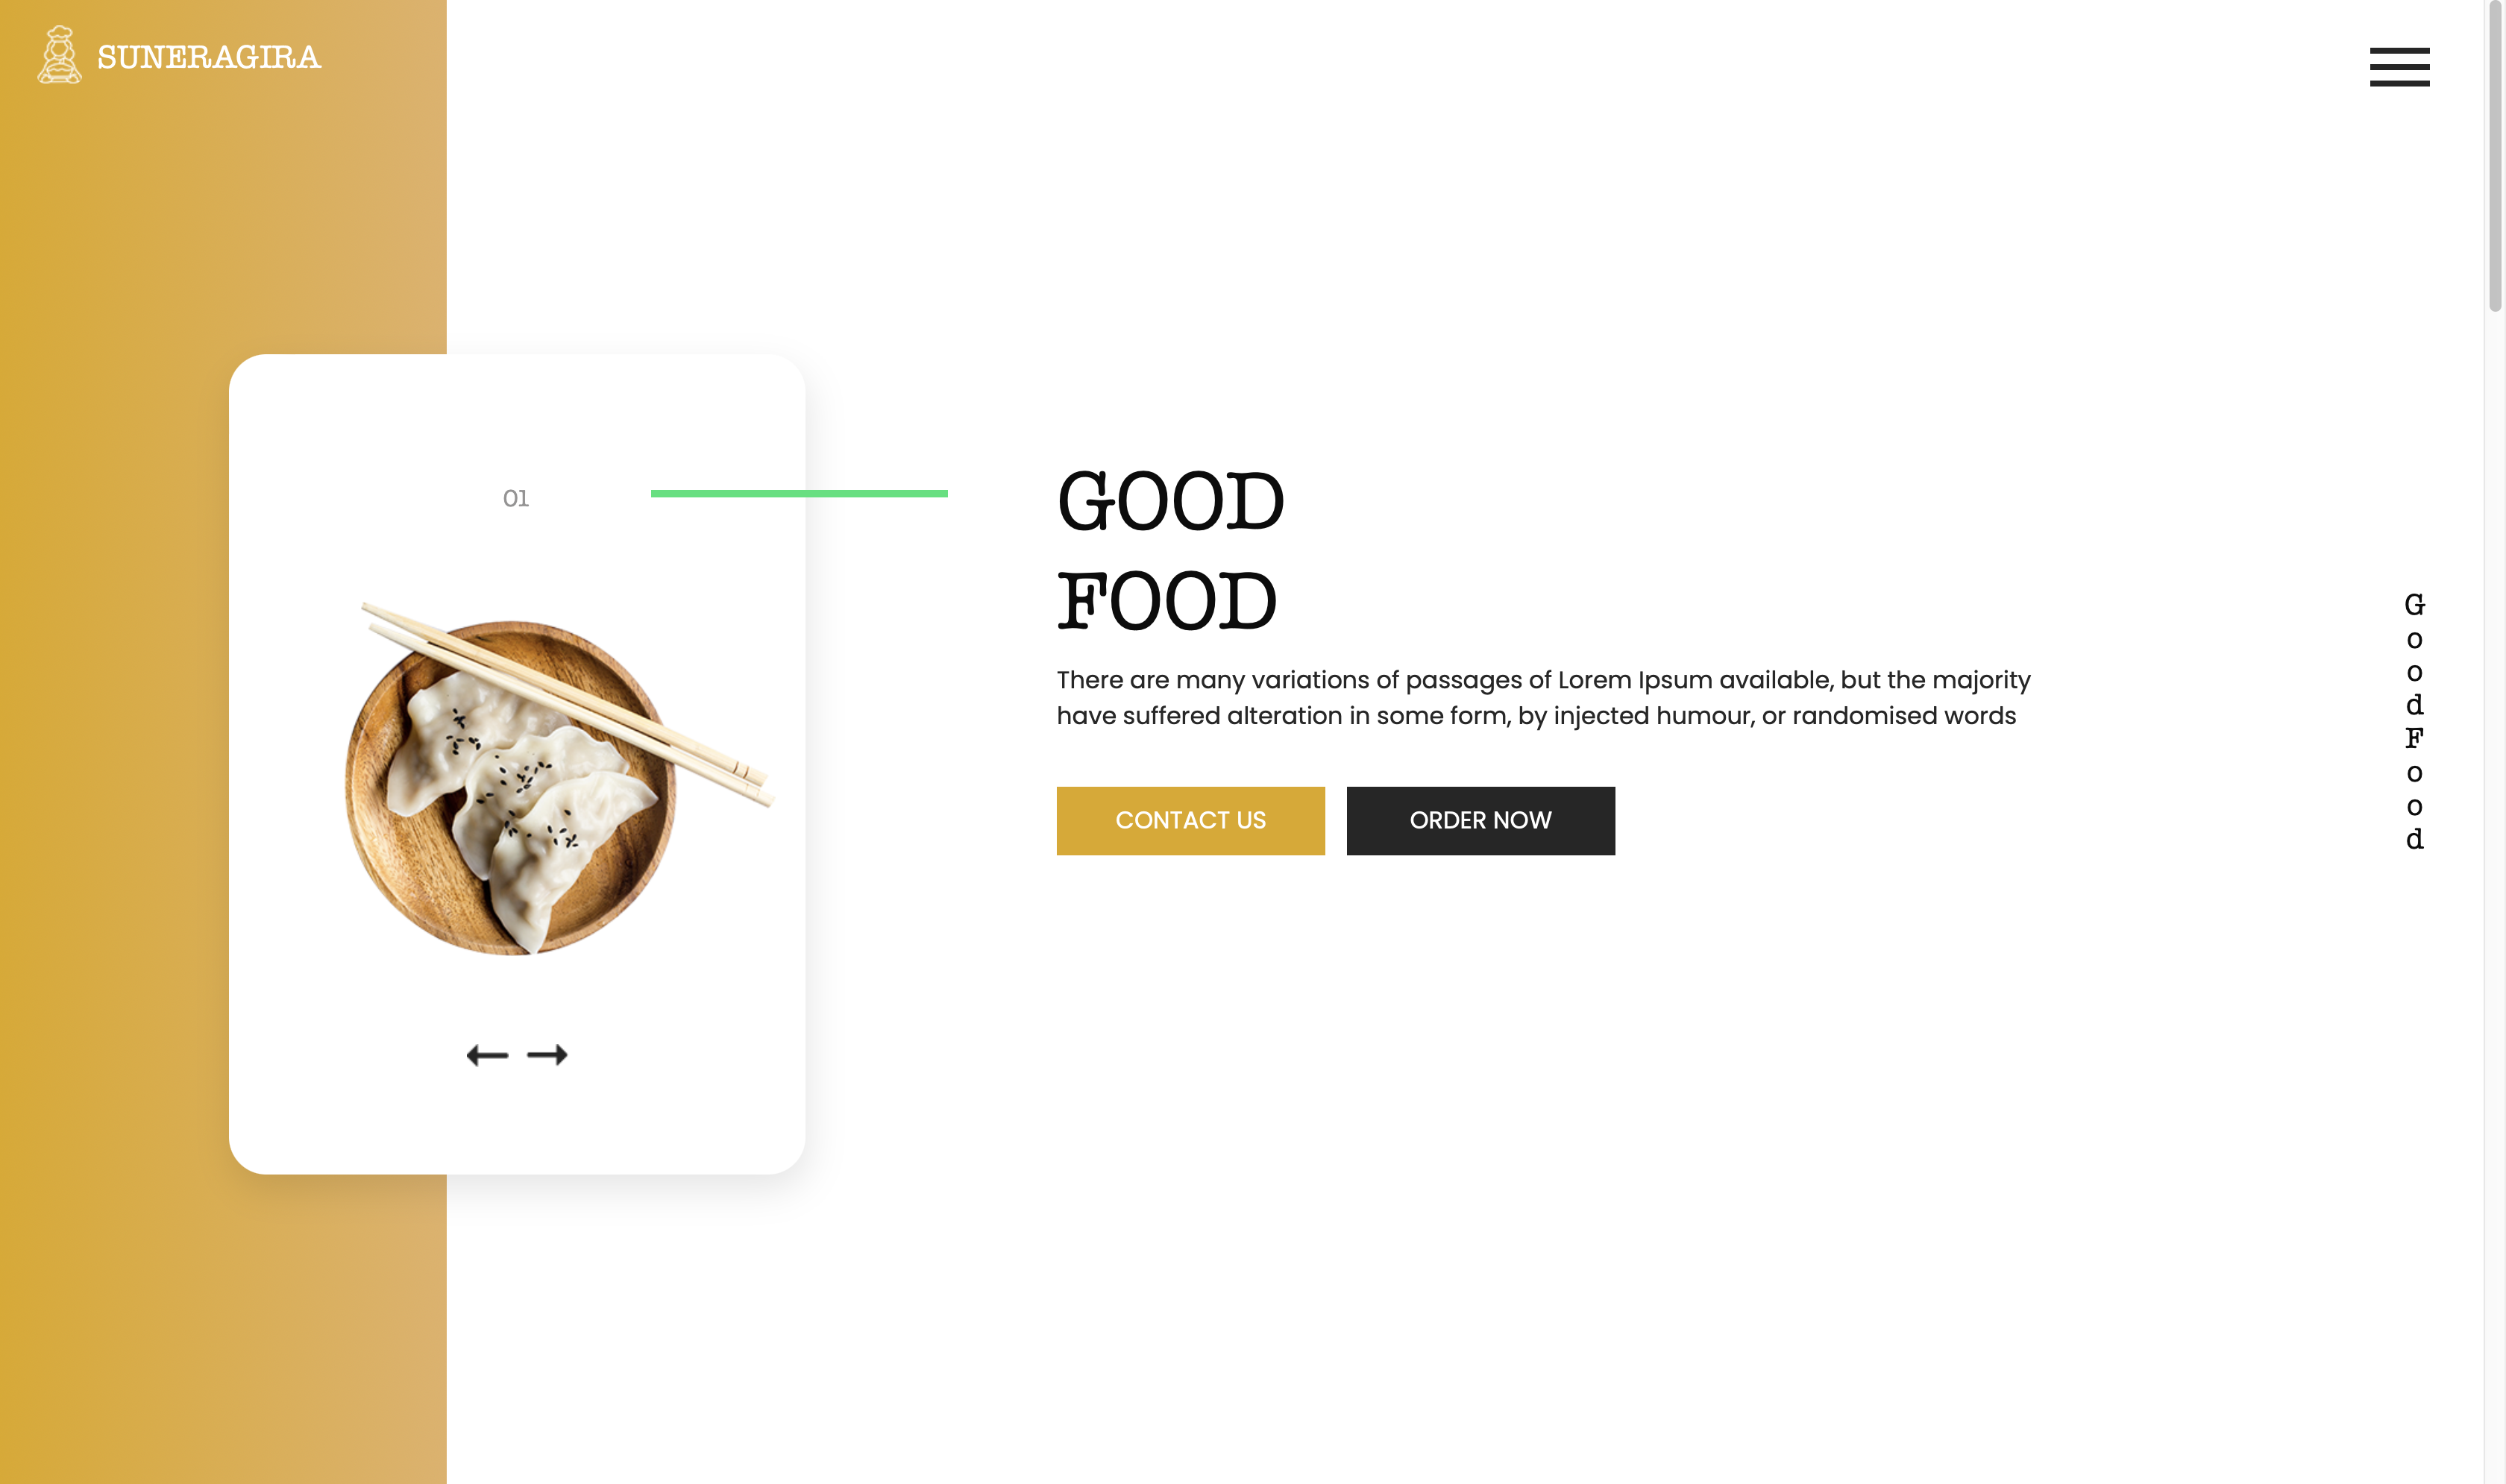 SUNERAGIRA
01
GOOD
FOOD
There are many variations of passages of Lorem Ipsum available, but the majority
have suffered alteration in some form, by injected humour, or randomised words
CONTACT US
ORDER NOW
G
o
o
d
F
o
o
d